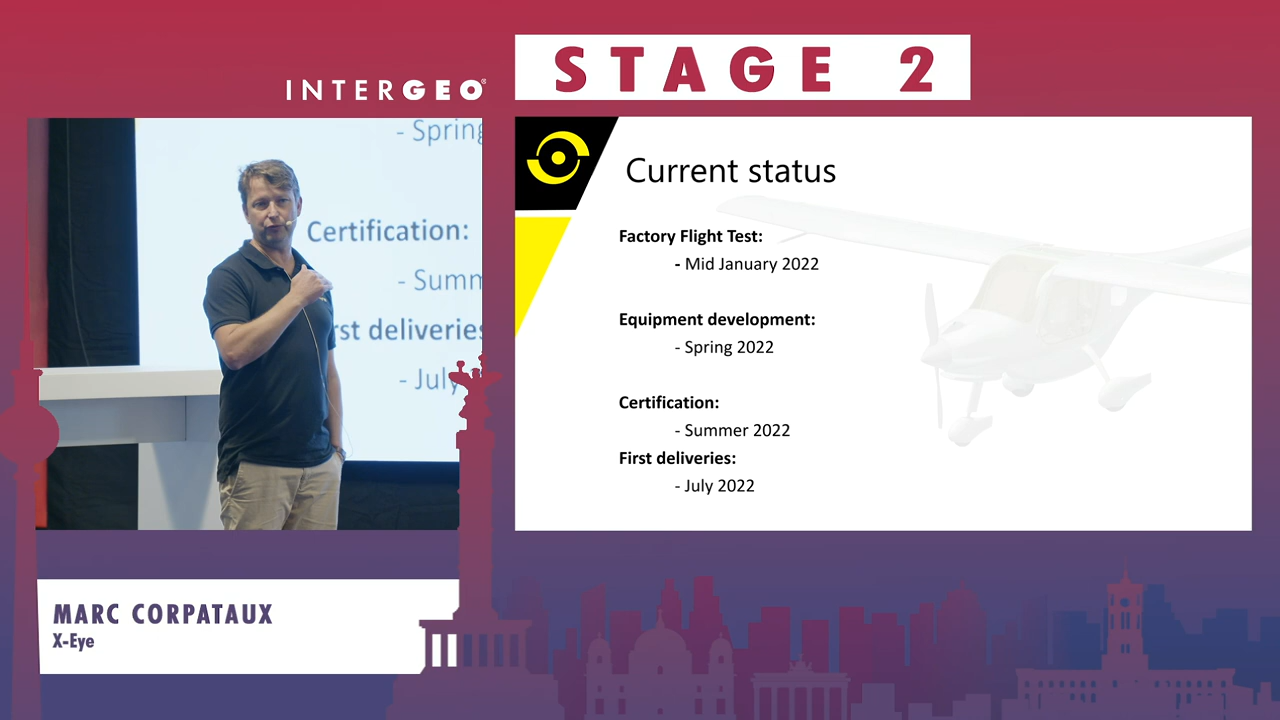 STAGE 2
INTERGEO®
- Spring
Certification:
- Summ
rst deliveries
- July
Current status
Factory Flight Test:
- Mid January 2022
Equipment development:
- Spring 2022
Certification:
- Summer 2022
First deliveries:
- July 2022
MARC CORPATAUX
X-Eye